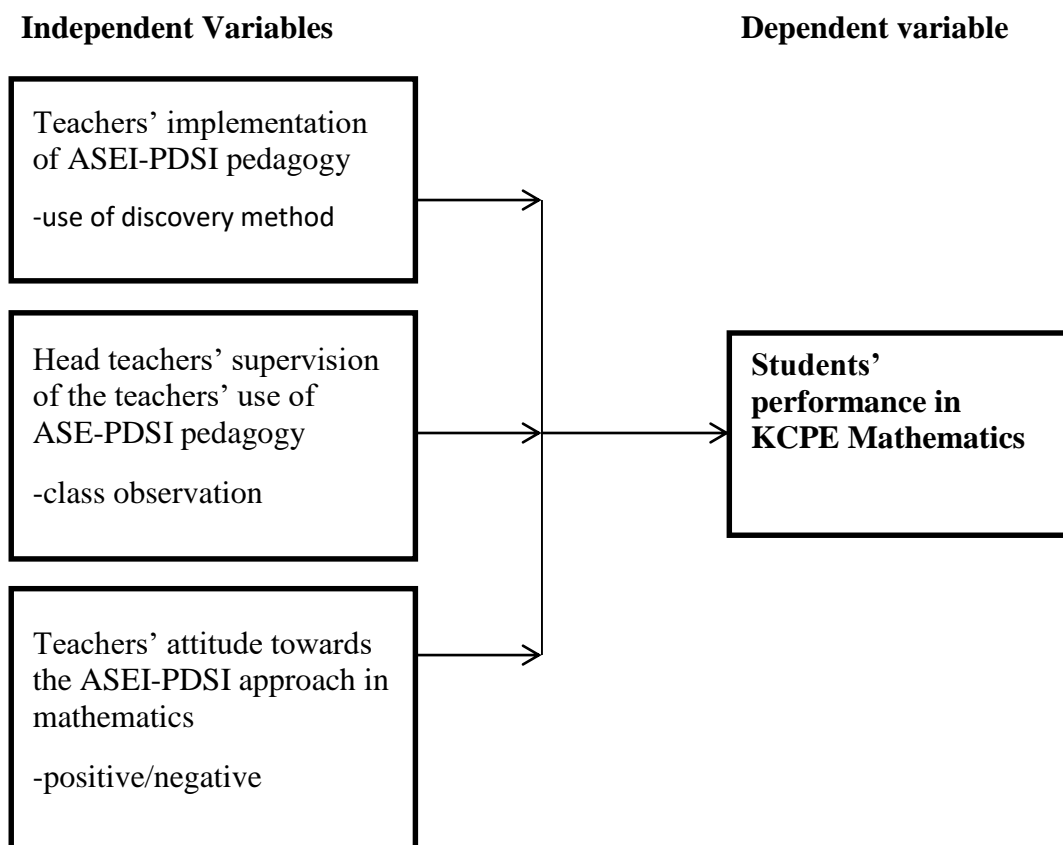 Independent Variables
Dependent variable
Teachers’ implementation
of ASEI-PDSI pedagogy
-use of discovery method
Head teachers’ supervision
of the teachers’ use of
ASE-PDSI pedagogy
-class observation
Teachers’ attitude towards
the ASEI-PDSI approach in
mathematics
-positive/negative
Students’
performance in
KCPE Mathematics